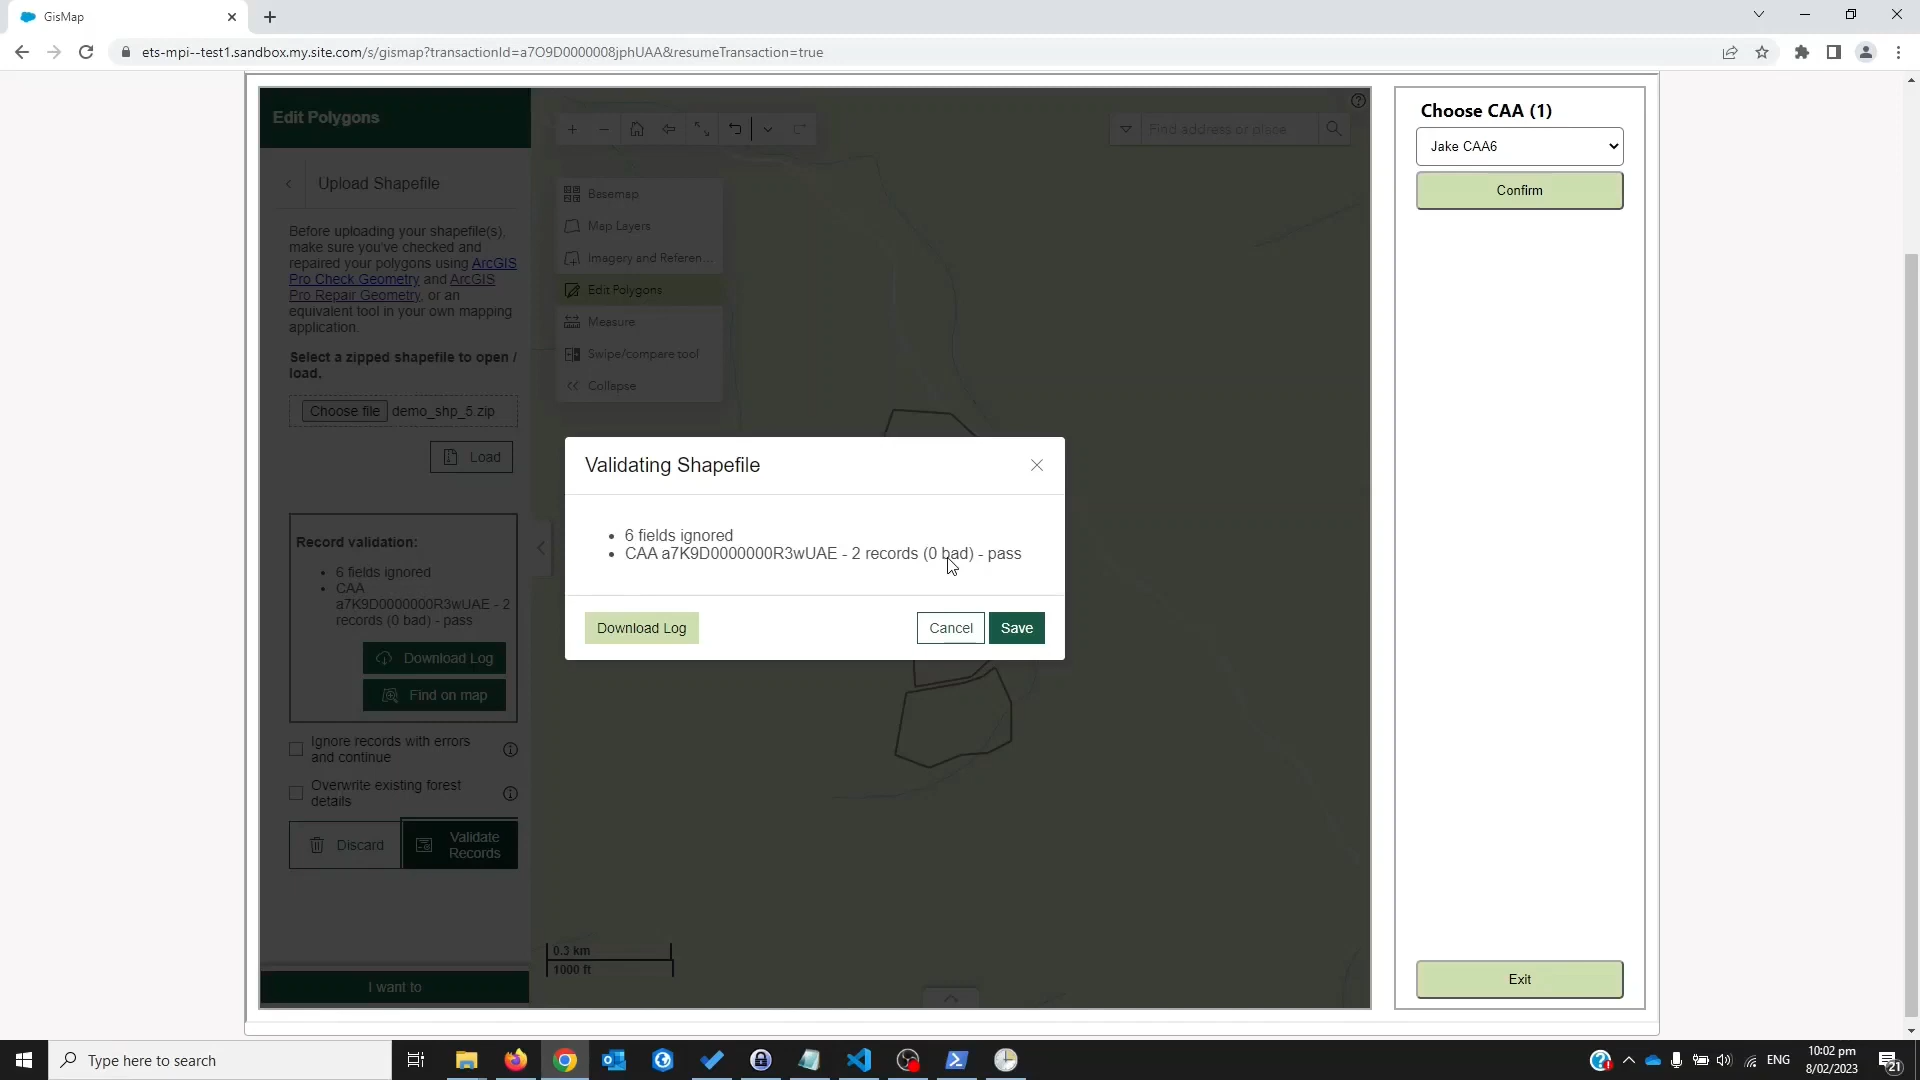 GisMap
ets-mpi--test1.sandbox.my.site.com/s/gismap?transactionId=a7O9D0000008jphUAA&resumeTransaction=true
Edit Polygons
Upload Shapefile
Before uploading your shapefile(s),
make sure you've checked and
repaired your polygons using ArcGIS
Pro Check Geometry and ArcGIS
Pro Repair Geometry, or an
equivalent tool in your own mapping
application.
Select a zipped shapefile to open /
load.
Choose file demo_shp_5.zip
Load
Record validation:
• 6 fields ignored
• CAA
a7K9D0000000R3wUAE - 2
records (0 bad) - pass
Download Log
Find on map
Ignore records with errors
and continue
Overwrite existing forest
details
Discard
Validate
Records
I want to
Find address or place
Basemap
Map Layers
Imagery and Referen...
Edit Polygons
Measure
Swipe/compare tool
Collapse
Validating Shapefile
• 6 fields ignored
• CAA a7K9D0000000R3wUAE - 2 records (0 bad) - pass
Download Log
Cancel
Save
0.3 km
1000 ft
Choose CAA (1)
Jake CAA6
Confirm
Exit
Type here to search
ENG
10:02 pm
8/02/2023
21